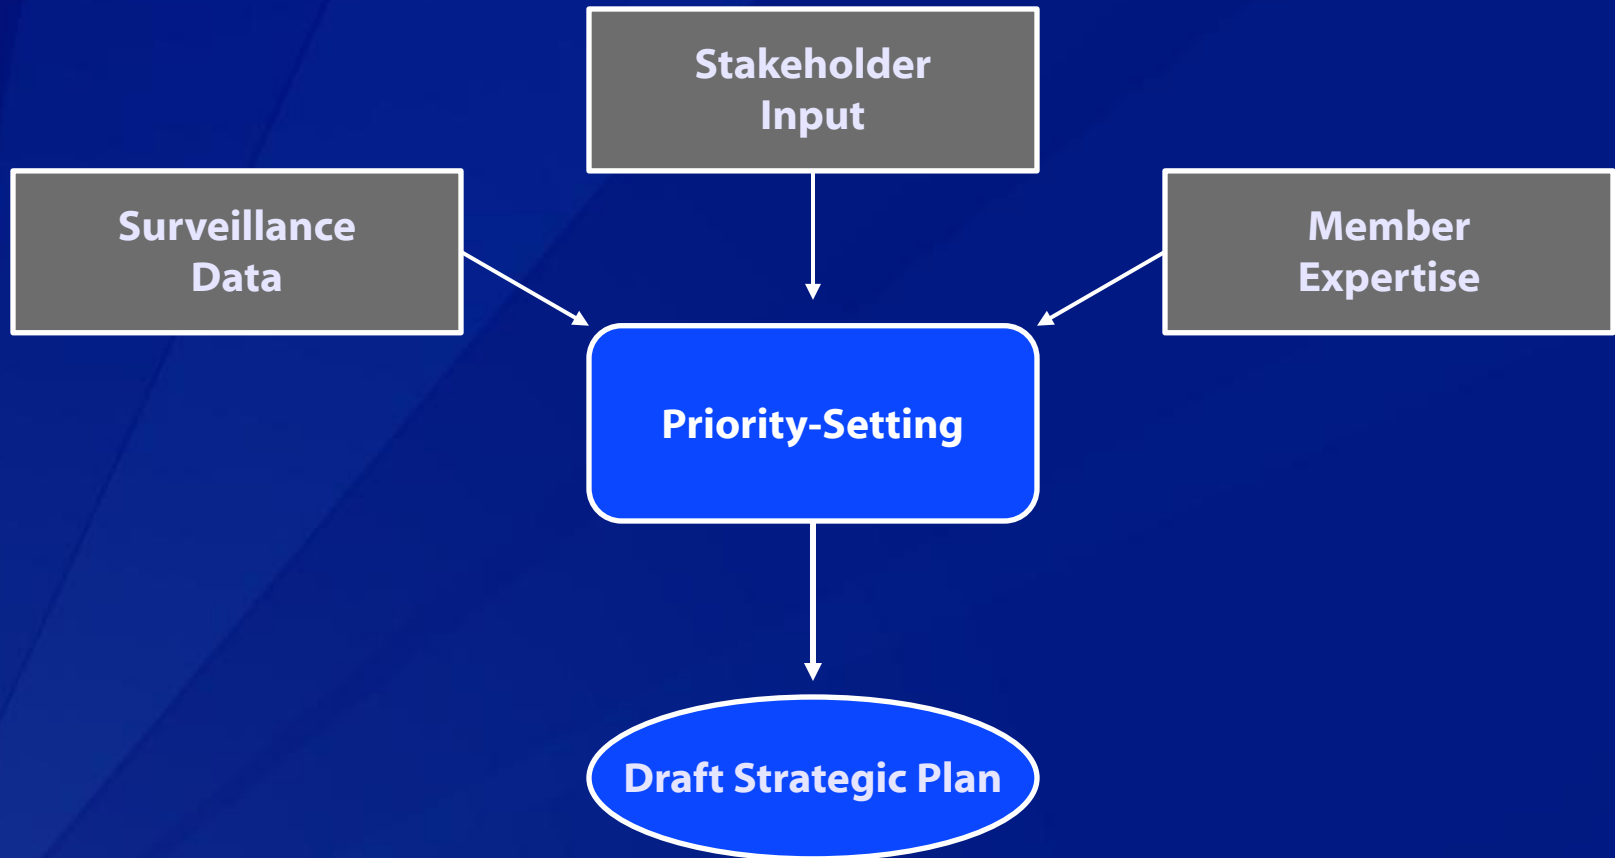 Stakeholder
Input
Surveillance
Data
Member
Expertise
Priority-Setting
Draft Strategic Plan